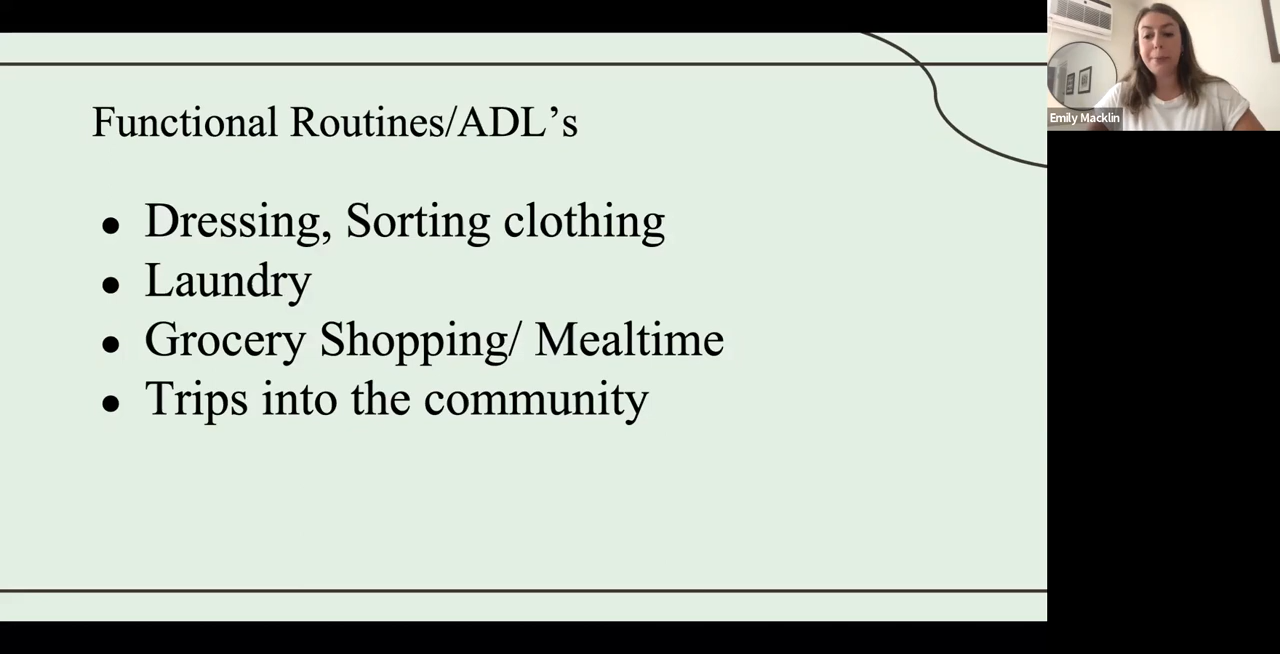 Functional Routines/ADL’s
● Dressing, Sorting clothing
● Laundry
● Grocery Shopping/ Mealtime
● Trips into the community
Emily Macklin